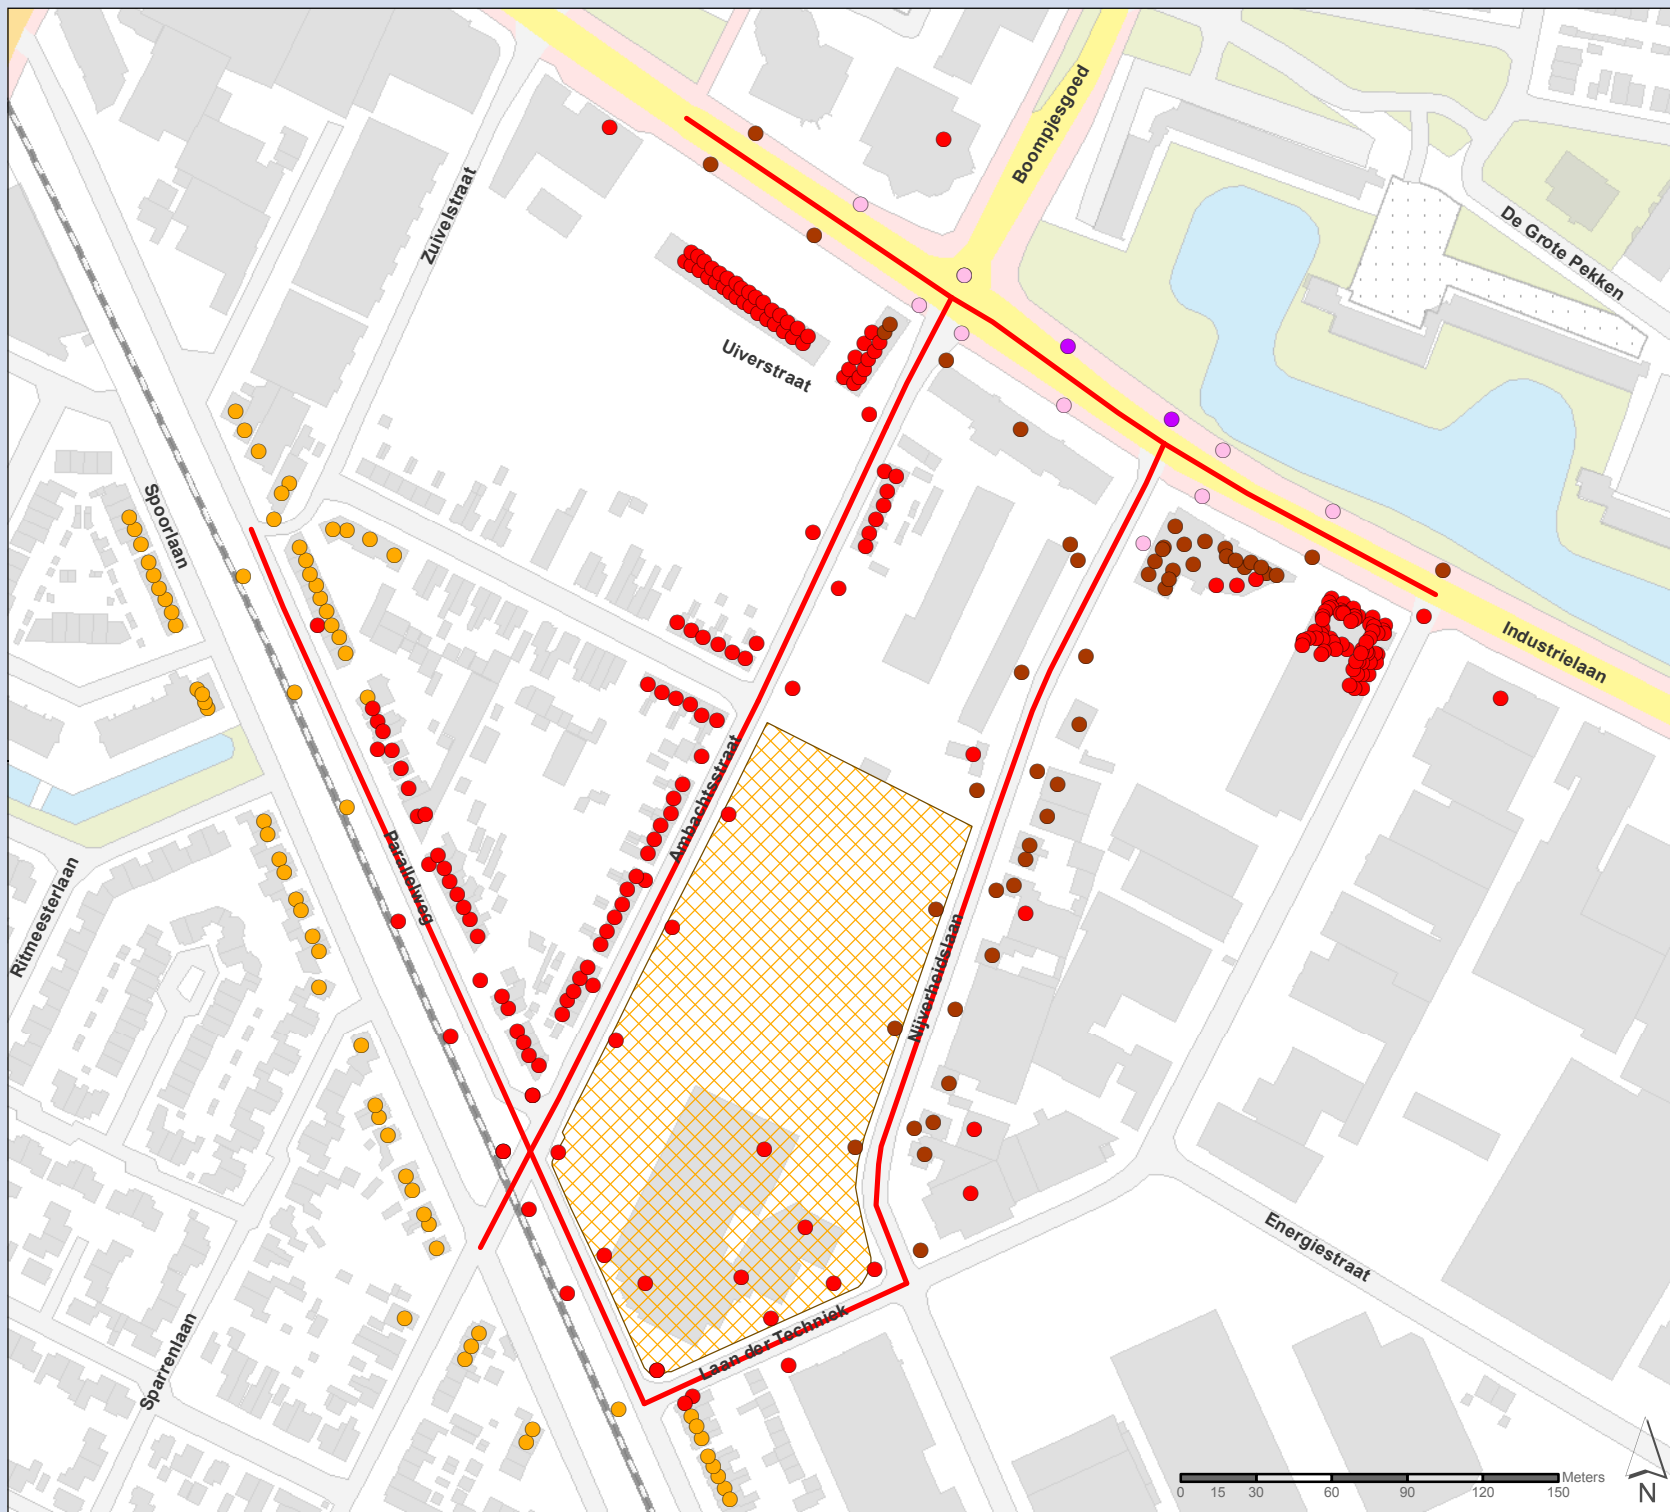 Boompjesgoed
Zuivelstraat
De Grote Pekken
Uiverstraat
Spoorlaan
Industrielaan
Ambachtsstraat
Parallelweg
Ritmeesterlaan
Nijverheidslaan
Energiestraat
Laan der Techniek
Sparrenlaan
Meters
0 15 30 60 90 120 150
N